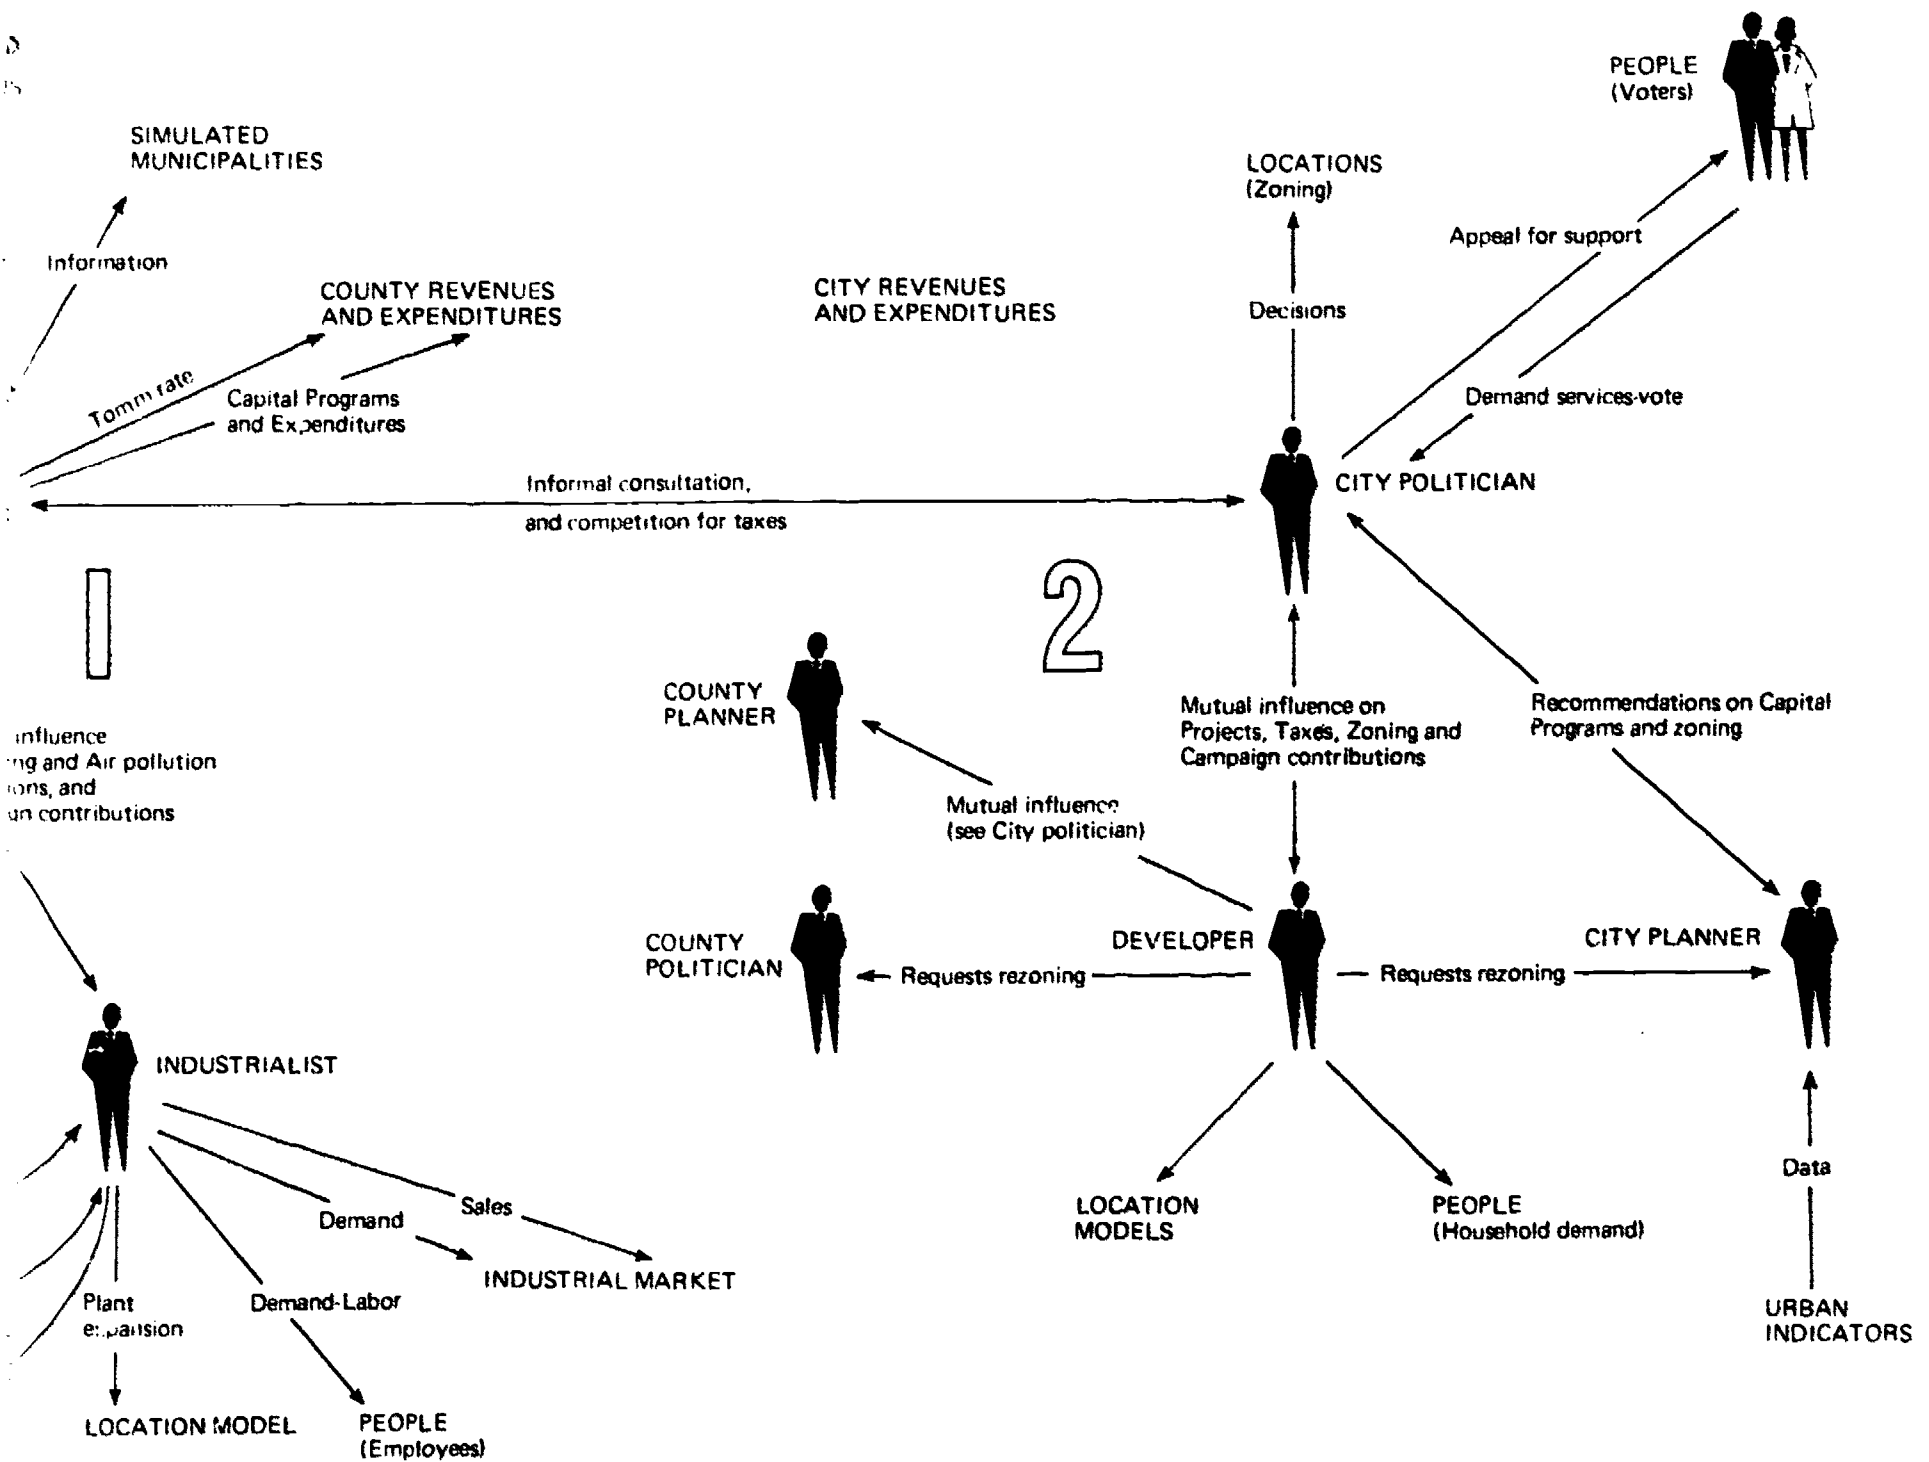 PEOPLE
(Voters)
SIMULATED
MUNICIPALITIES
LOCATIONS
(Zoning)
Information
Appeal for support
COUNTY REVENUES
AND EXPENDITURES
CITY REVENUES
AND EXPENDITURES
Decisions
rate
Capital Programs
and Expenditures
Demand services-vote
Informal consultation,
and competition for taxes
CITY POLITICIAN
2
COUNTY
PLANNER
Mutual influence on
Projects, Taxes, Zoning and
Campaign contributions
Recommendations on Capital
Programs and zoning
influence
and Air pollution
and
contributions
Mutual influence
(see City politician)
COUNTY
POLITICIAN
DEVELOPER
CITY PLANNER
Requests rezoning
Requests rezoning
INDUSTRIALIST
Data
Sales
Demand
LOCATION
MODELS
PEOPLE
(Household demand)
INDUSTRIAL MARKET
Plant
expansion
Demand-Labor
URBAN
INDICATORS
LOCATION MODEL
PEOPLE
(Employees)